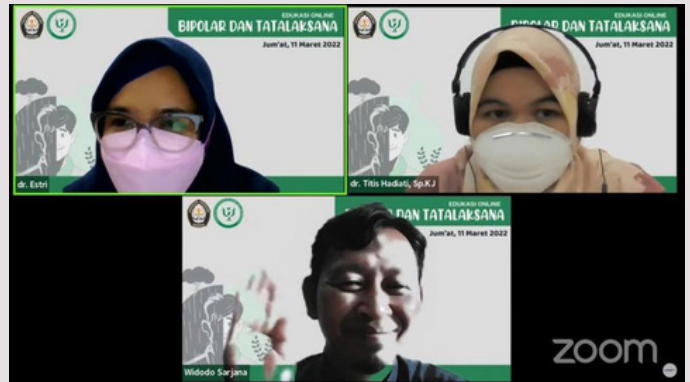 EDUKASI ONLINE
BIPOLAR DAN TATALAKSANA
Jum'at, 11 Maret 2022
dr. Estri
EDUKASI ONLINE
BIPOLAR DAN TATALAKSANA
Jum'at, 11 Maret 2022
dr. Titis Hadiati, Sp.KJ
EDUKASI ONLINE
DAN TATALAKSANA
Jum'at, 11 Maret 2022
Widodo Sarjana
zoom